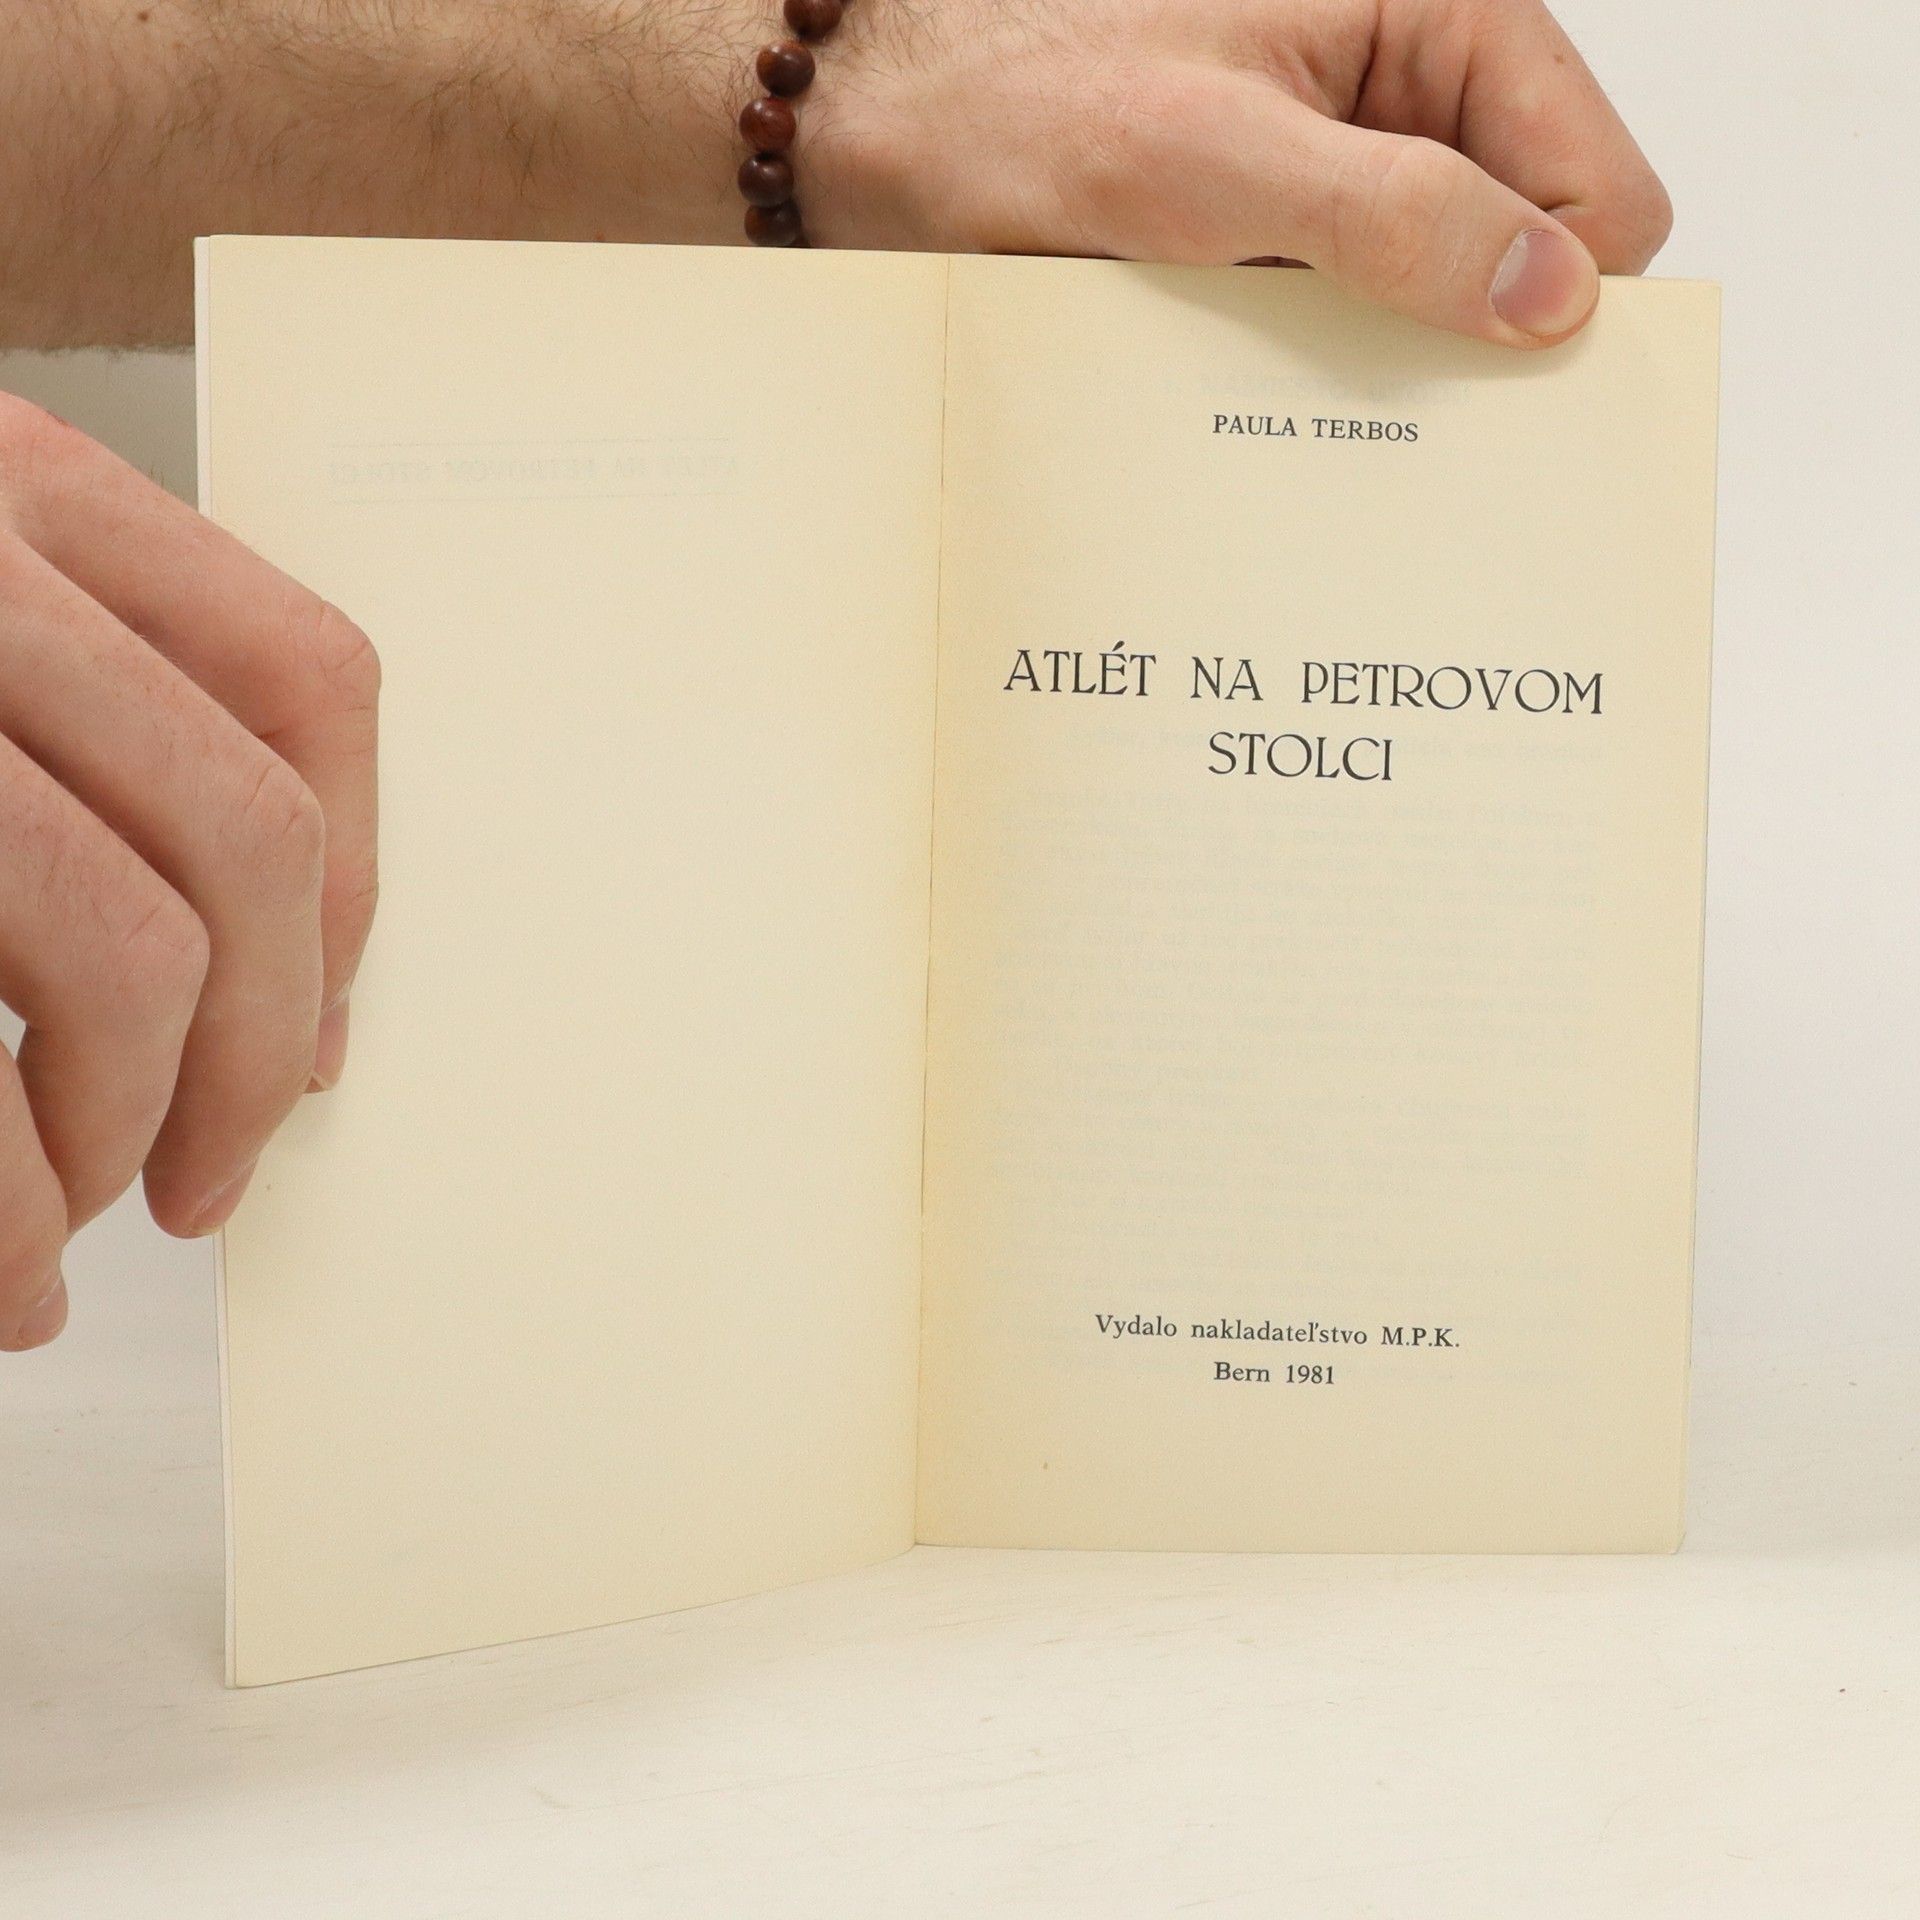 PAULA TERBOS
ATLÉT NA PETROVOM
STOLCI
Vydalo nakladateľstvo M.P.K.
Bern 1981